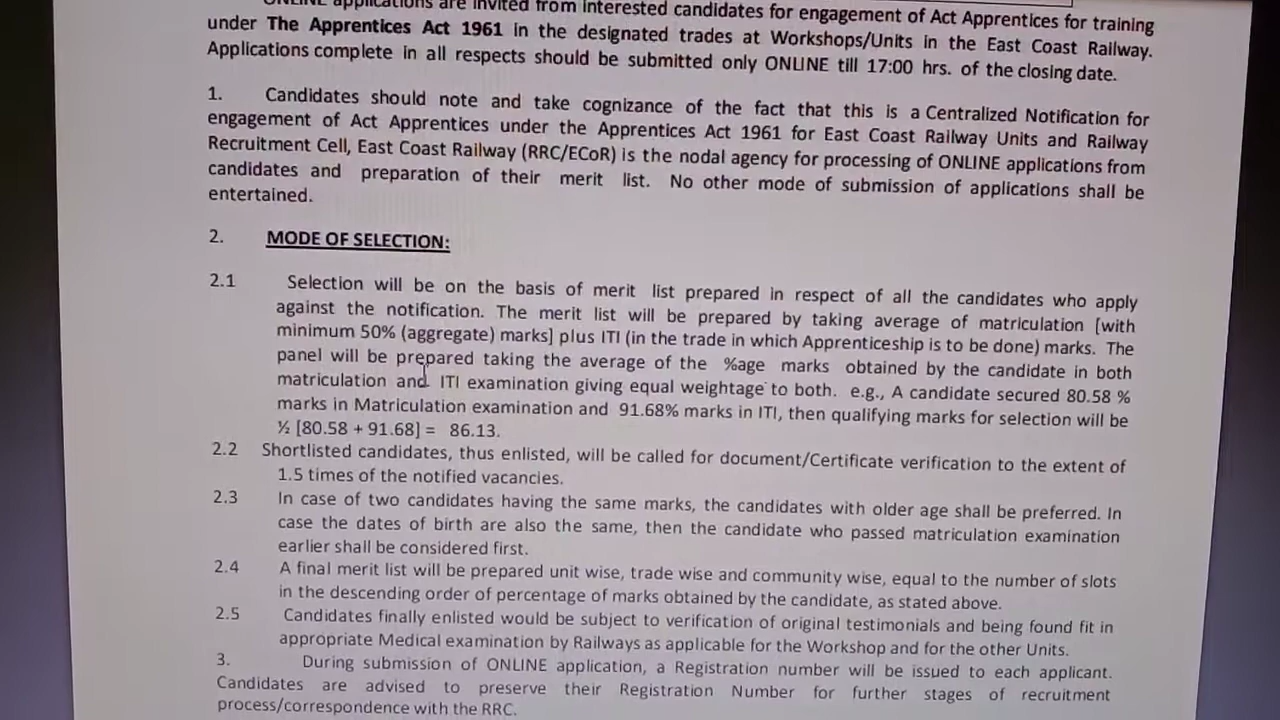 ONLINE applications are invited from interested candidates for engagement of Act Apprentices for training
under The Apprentices Act 1961 in the designated trades at Workshops/Units in the East Coast Railway.
Applications complete in all respects should be submitted only ONLINE till 17:00 hrs. of the closing date.
1. Candidates should note and take cognizance of the fact that this is a Centralized Notification for
engagement of Act Apprentices under the Apprentices Act 1961 for East Coast Railway Units and Railway
Recruitment Cell, East Coast Railway (RRC/ECoR) is the nodal agency for processing of ONLINE applications from
candidates and preparation of their merit list. No other mode of submission of applications shall be
entertained.
2. MODE OF SELECTION:
2.1 Selection will be on the basis of merit list prepared in respect of all the candidates who apply
against the notification. The merit list will be prepared by taking average of matriculation [with
minimum 50% (aggregate) marks] plus ITI (in the trade in which Apprenticeship is to be done) marks. The
panel will be prepared taking the average of the %age marks obtained by the candidate in both
matriculation and ITI examination giving equal weightage to both. e.g., A candidate secured 80.58 %
marks in Matriculation examination and 91.68% marks in ITI, then qualifying marks for selection will be
½ [80.58 + 91.68] = 86.13.
2.2 Shortlisted candidates, thus enlisted, will be called for document/Certificate verification to the extent of
1.5 times of the notified vacancies.
2.3 In case of two candidates having the same marks, the candidates with older age shall be preferred. In
case the dates of birth are also the same, then the candidate who passed matriculation examination
earlier shall be considered first.
2.4 A final merit list will be prepared unit wise, trade wise and community wise, equal to the number of slots
in the descending order of percentage of marks obtained by the candidate, as stated above.
2.5 Candidates finally enlisted would be subject to verification of original testimonials and being found fit in
appropriate Medical examination by Railways as applicable for the Workshop and for the other Units.
3. During submission of ONLINE application, a Registration number will be issued to each applicant.
Candidates are advised to preserve their Registration Number for further stages of recruitment
process/correspondence with the RRC.